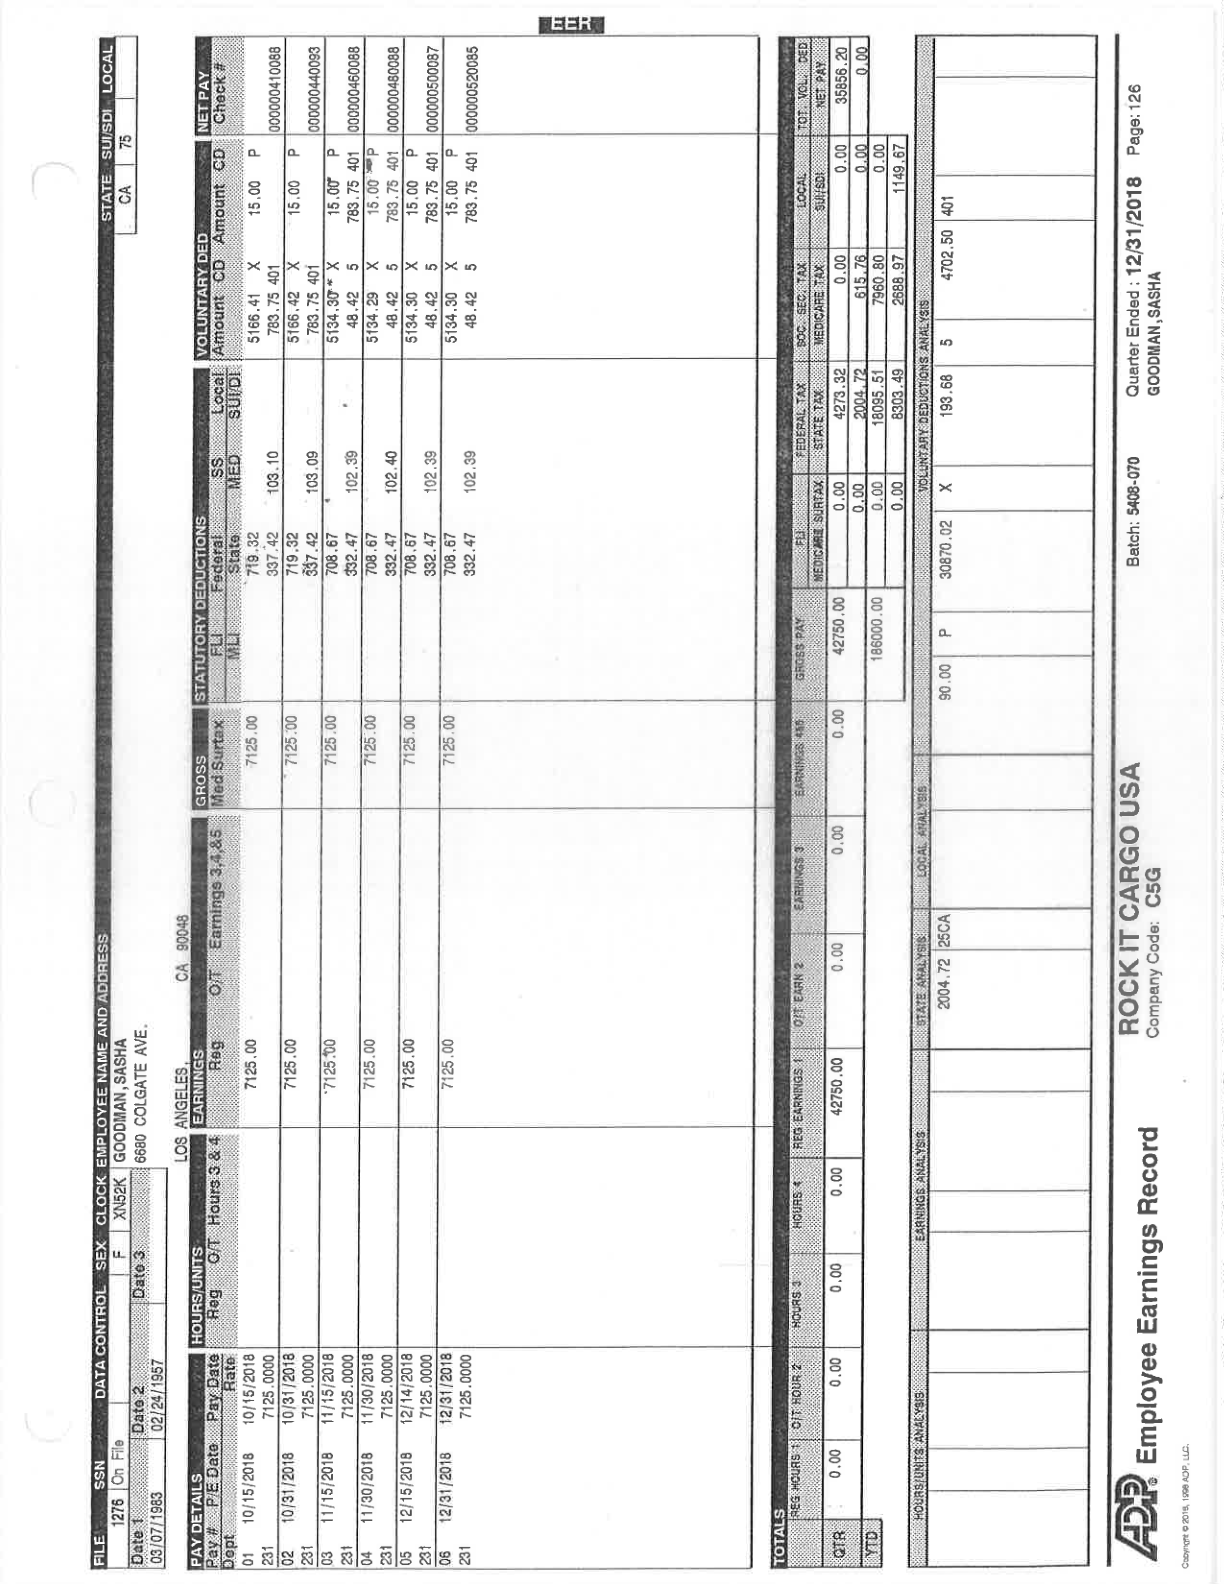 EER
FILE SSN DATA CONTROL SEX CLOCK EMPLOYEE NAME AND ADDRESS STATE SUI/SDI LOCAL
1276 On File F XN52K GOODMAN,SASHA CA 75
Date 1 Date 2 Date 3 6680 COLGATE AVE.
03/07/1983 02/24/1957
LOS ANGELES, CA 90048
PAY DETAILS HOURS/UNITS EARNINGS GROSS STATUTORY DEDUCTIONS VOLUNTARY DED NET PAY
Pay # P/E Date Pay Date Reg O/T Hours 3 & 4 Reg O/T Earnings 3,4,&5 Med Surtax FLI Federal SS Local Amount CD Amount CD Check #
Dept Rate MLI State MED SUI/DI
01 10/15/2018 10/15/2018 7125.00 7125.00 719.32 5166.41 X 15.00 P
231 7125.0000 337.42 103.10 783.75 401 000000410088
02 10/31/2018 10/31/2018 7125.00 7125.00 719.32 5166.42 X 15.00 P
231 7125.0000 337.42 103.09 783.75 401 000000440093
03 11/15/2018 11/15/2018 7125.00 7125.00 708.67 5134.30 X 15.00 P
231 7125.0000 332.47 102.39 48.42 5 783.75 401 000000460088
04 11/30/2018 11/30/2018 7125.00 7125.00 708.67 5134.29 X 15.00 P
231 7125.0000 332.47 102.40 48.42 5 783.75 401 000000480088
05 12/15/2018 12/14/2018 7125.00 7125.00 708.67 5134.30 X 15.00 P
231 7125.0000 332.47 102.39 48.42 5 783.75 401 000000500087
06 12/31/2018 12/31/2018 7125.00 7125.00 708.67 5134.30 X 15.00 P
231 7125.0000 332.47 102.39 48.42 5 783.75 401 000000520085
TOTALS
REG HOURS 1 O/T HOUR 2 HOURS 3 HOURS 4 REG EARNINGS 1 O/T EARN 2 EARNINGS 3 EARNINGS 4&5 GROSS PAY FLI FEDERAL TAX SOC. SEC. TAX LOCAL TOT. VOL. DED
MEDICARE SURTAX STATE TAX MEDICARE TAX SUI/SDI NET PAY
QTR 0.00 0.00 0.00 0.00 42750.00 0.00 0.00 0.00 42750.00 0.00 4273.32 0.00 0.00 35856.20
0.00 2004.72 615.76 0.00 0.00
YTD 186000.00 0.00 18095.51 7960.80 0.00
0.00 8303.49 2688.97 1149.67
HOURS/UNITS ANALYSIS EARNINGS ANALYSIS STATE ANALYSIS LOCAL ANALYSIS VOLUNTARY DEDUCTIONS ANALYSIS
2004.72 25CA 90.00 P 30870.02 X 193.68 5 4702.50 401
ADP® Employee Earnings Record ROCK IT CARGO USA Batch: 5408-070 Quarter Ended : 12/31/2018 Page: 126
Company Code: C5G GOODMAN,SASHA
Copyright © 2016, 1998 ADP, LLC.